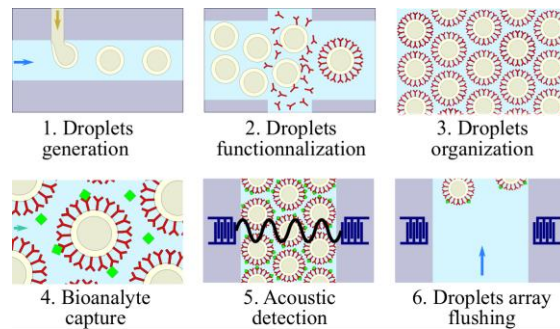 1. Droplets
generation
2. Droplets
functionnalization
3. Droplets
organization
4. Bioanalyte
capture
5. Acoustic
detection
6. Droplets array
flushing